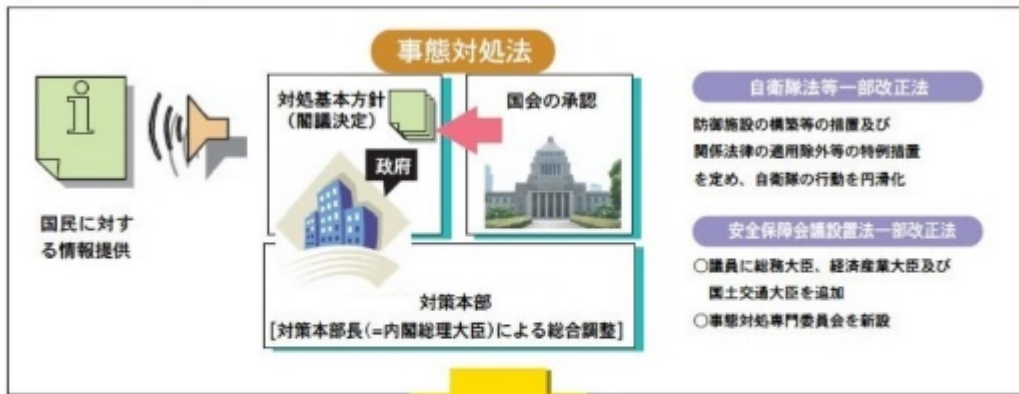 事態対処法
国民に対す
る情報提供
対処基本方針
（閣議決定）
政府
国会の承認
対策本部
[対策本部長(=内閣総理大臣)による総合調整]
自衛隊法等一部改正法
防御施設の構築等の措置及び
関係法律の適用除外等の特例措置
を定め、自衛隊の行動を円滑化
安全保障会議設置法一部改正法
○議員に総務大臣、経済産業大臣及び
国土交通大臣を追加
○事態対処専門委員会を新設